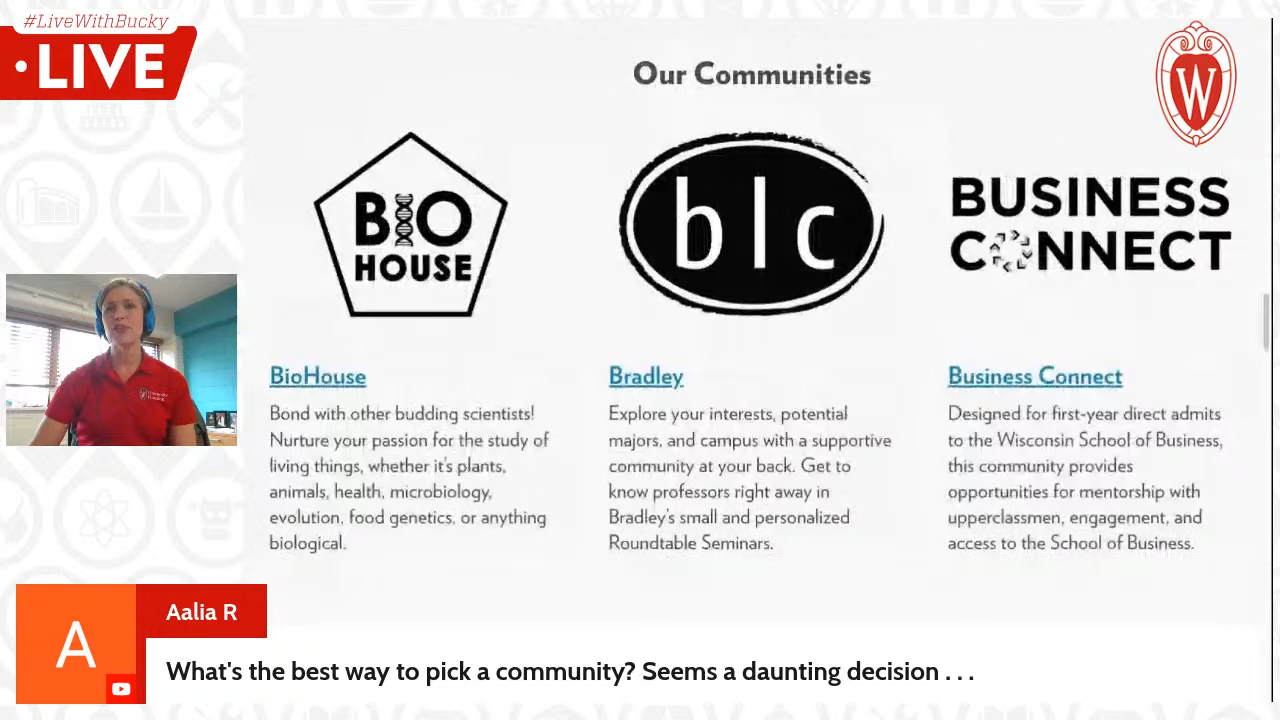 #LiveWithBucky
LIVE
Our Communities
W
BIO
HOUSE
blc
BUSINESS
CONNECT
BioHouse
Bradley
Business Connect
Bond with other budding scientists!
Nurture your passion for the study of
living things, whether it's plants,
animals, health, microbiology,
evolution, food genetics, or anything
biological.
Explore your interests, potential
majors, and campus with a supportive
community at your back. Get to
know professors right away in
Bradley's small and personalized
Roundtable Seminars.
Designed for first-year direct admits
to the Wisconsin School of Business,
this community provides
opportunities for mentorship with
upperclassmen, engagement, and
access to the School of Business.
A
Aalia R
What's the best way to pick a community? Seems a daunting decision . . .